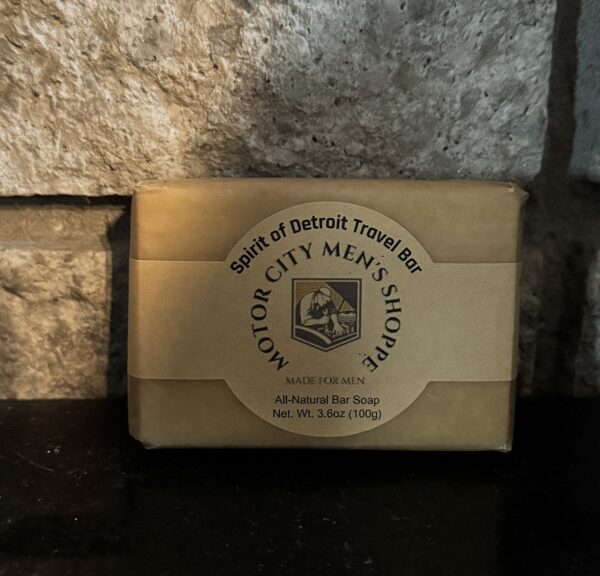 Spirit of Detroit Travel Bar
MOTOR CITY MEN'S SHOPPE
MADE FOR MEN
All-Natural Bar Soap
Net. Wt. 3.6oz (100g)